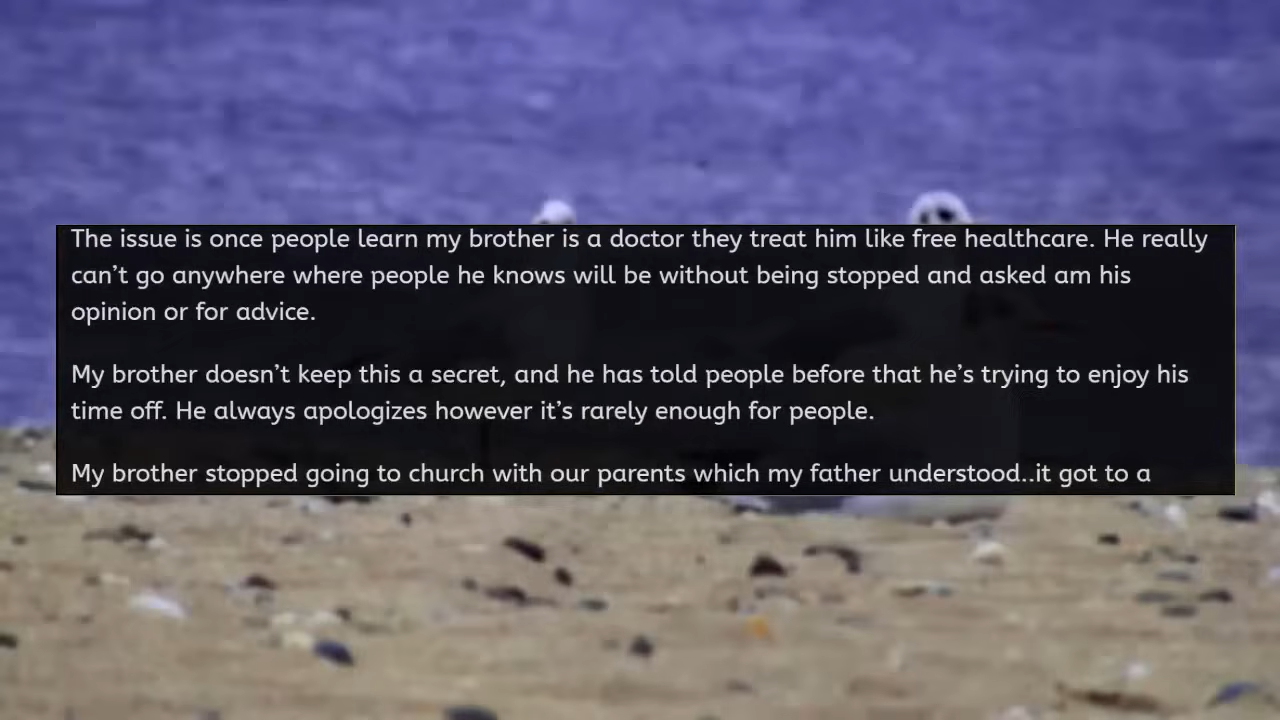 The issue is once people learn my brother is a doctor they treat him like free healthcare. He really
can’t go anywhere where people he knows will be without being stopped and asked am his
opinion or for advice.
My brother doesn’t keep this a secret, and he has told people before that he’s trying to enjoy his
time off. He always apologizes however it’s rarely enough for people.
My brother stopped going to church with our parents which my father understood..it got to a